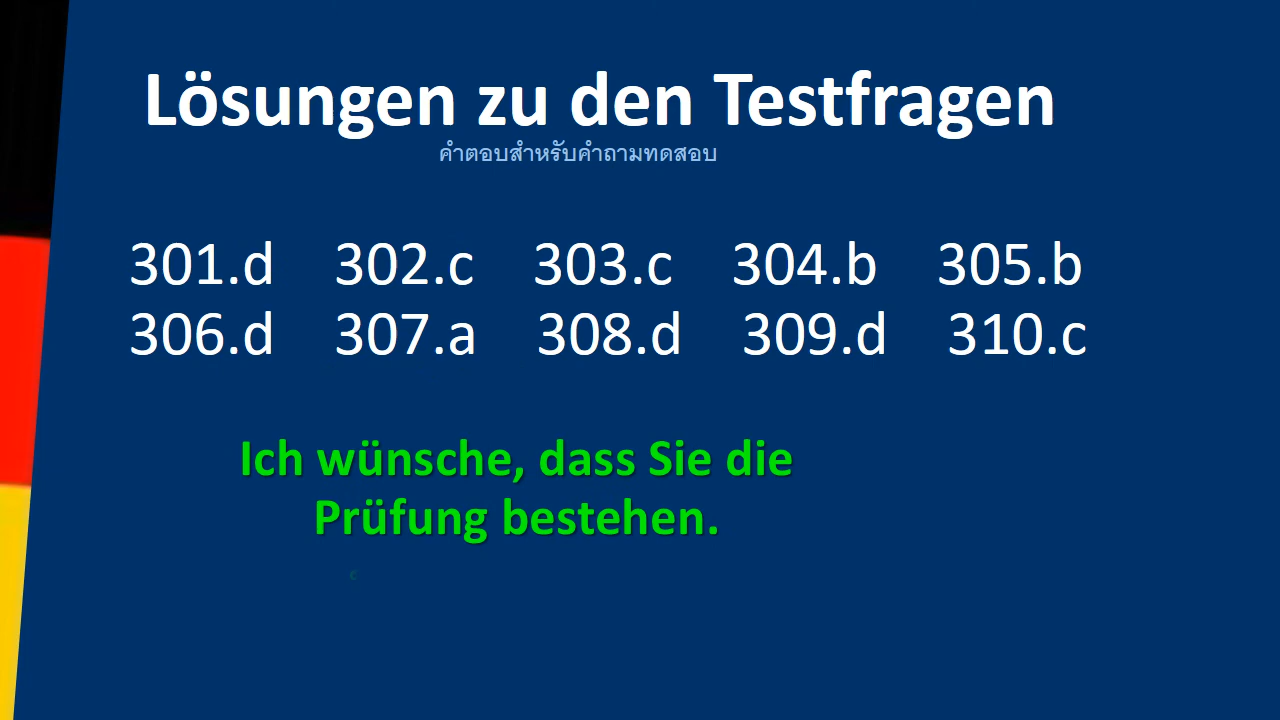 Lösungen zu den Testfragen
คำตอบสำหรับคำถามทดสอบ
301.d 302.c 303.c 304.b 305.b
306.d 307.a 308.d 309.d 310.c
Ich wünsche, dass Sie die
Prüfung bestehen.